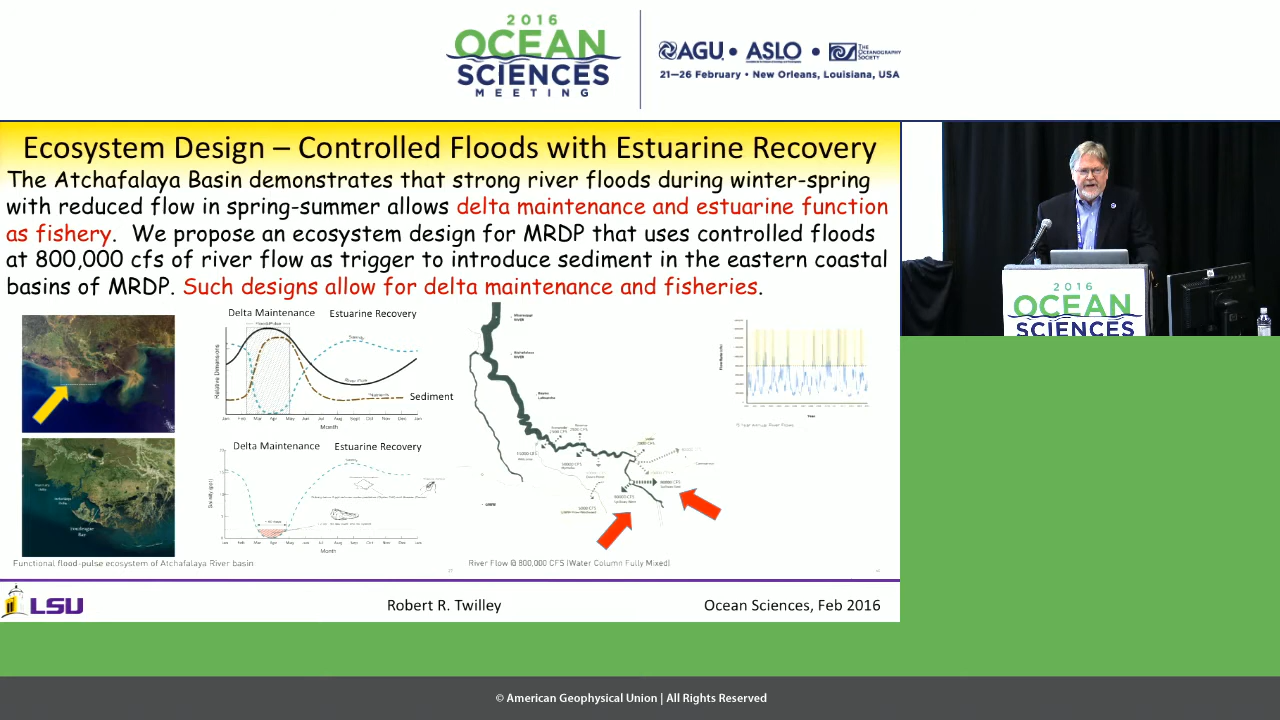 2016
OCEAN
SCIENCES
MEETING
AGU • ASLO • THE OCEANOGRAPHY SOCIETY
21–26 February • New Orleans, Louisiana, USA
Ecosystem Design – Controlled Floods with Estuarine Recovery
The Atchafalaya Basin demonstrates that strong river floods during winter-spring
with reduced flow in spring-summer allows delta maintenance and estuarine function
as fishery. We propose an ecosystem design for MRDP that uses controlled floods
at 800,000 cfs of river flow as trigger to introduce sediment in the eastern coastal
basins of MRDP. Such designs allow for delta maintenance and fisheries.
Delta Maintenance Estuarine Recovery
Sediment
Month
Delta Maintenance Estuarine Recovery
Month
Functional flood-pulse ecosystem of Atchafalaya River basin
River Flow @ 800,000 CFS (Water Column Fully Mixed)
LSU
Robert R. Twilley
Ocean Sciences, Feb 2016
2016
OCEAN
SCIENCES
© American Geophysical Union | All Rights Reserved